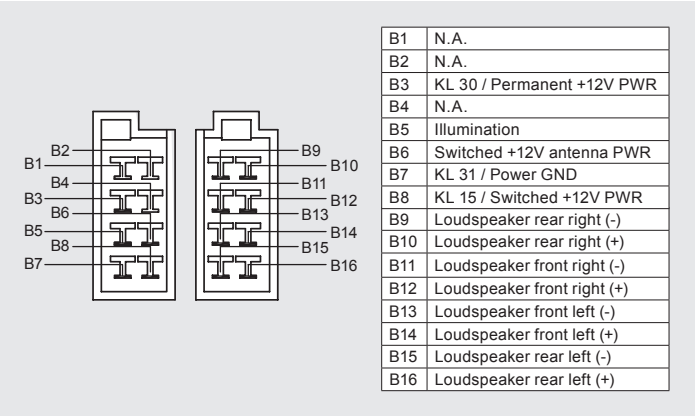 B2
B1
B4
B3
B6
B5
B8
B7
B9
B10
B11
B12
B13
B14
B15
B16
B1 N.A.
B2 N.A.
B3 KL 30 / Permanent +12V PWR
B4 N.A.
B5 Illumination
B6 Switched +12V antenna PWR
B7 KL 31 / Power GND
B8 KL 15 / Switched +12V PWR
B9 Loudspeaker rear right (-)
B10 Loudspeaker rear right (+)
B11 Loudspeaker front right (-)
B12 Loudspeaker front right (+)
B13 Loudspeaker front left (-)
B14 Loudspeaker front left (+)
B15 Loudspeaker rear left (-)
B16 Loudspeaker rear left (+)